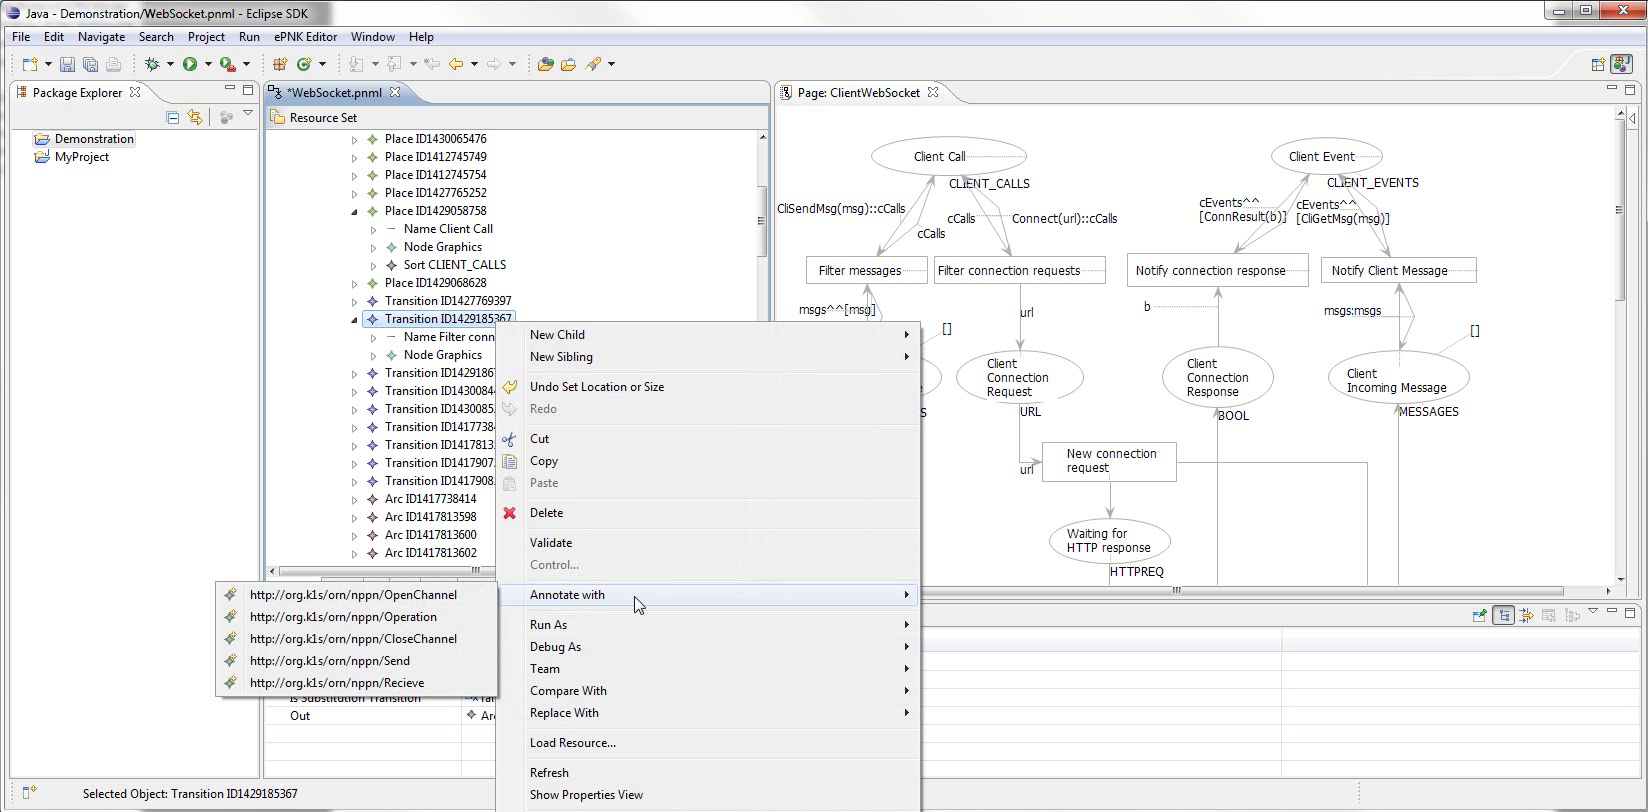 Java - Demonstration/WebSocket.pnml - Eclipse SDK
File Edit Navigate Search Project Run ePNK Editor Window Help
Package Explorer
Demonstration
MyProject
*WebSocket.pnml
Resource Set
Place ID1430065476
Place ID1412745749
Place ID1412745754
Place ID1427765252
Place ID1429058758
Name Client Call
Node Graphics
Sort CLIENT_CALLS
Place ID1429068628
Transition ID1427769397
Transition ID1429185367
Name Filter conn
Node Graphics
Transition ID14291867
Transition ID1430084
Transition ID1430085
Transition ID1417738
Transition ID1417813
Transition ID1417907
Transition ID1417908
Arc ID1417738414
Arc ID1417813598
Arc ID1417813600
Arc ID1417813602
Out
Arc
New Child
New Sibling
Undo Set Location or Size
Redo
Cut
Copy
Paste
Delete
Validate
Control...
Annotate with
Run As
Debug As
Team
Compare With
Replace With
Load Resource...
Refresh
Show Properties View
http://org.k1s/orn/nppn/OpenChannel
http://org.k1s/orn/nppn/Operation
http://org.k1s/orn/nppn/CloseChannel
http://org.k1s/orn/nppn/Send
http://org.k1s/orn/nppn/Recieve
Is Substitution Transition
Page: ClientWebSocket
Client Call
CLIENT_CALLS
Client Event
CLIENT_EVENTS
CliSendMsg(msg)::cCalls
cCalls
cCalls
Connect(url)::cCalls
cEvents^^
[ConnResult(b)]
cEvents^^
[CliGetMsg(msg)]
Filter messages
Filter connection requests
Notify connection response
Notify Client Message
msgs^^[msg]
[]
url
b
msgs:msgs
[]
Client
Connection
Request
URL
Client
Connection
Response
BOOL
Client
Incoming Message
MESSAGES
url
New connection
request
Waiting for
HTTP response
HTTPREQ
Selected Object: Transition ID1429185367